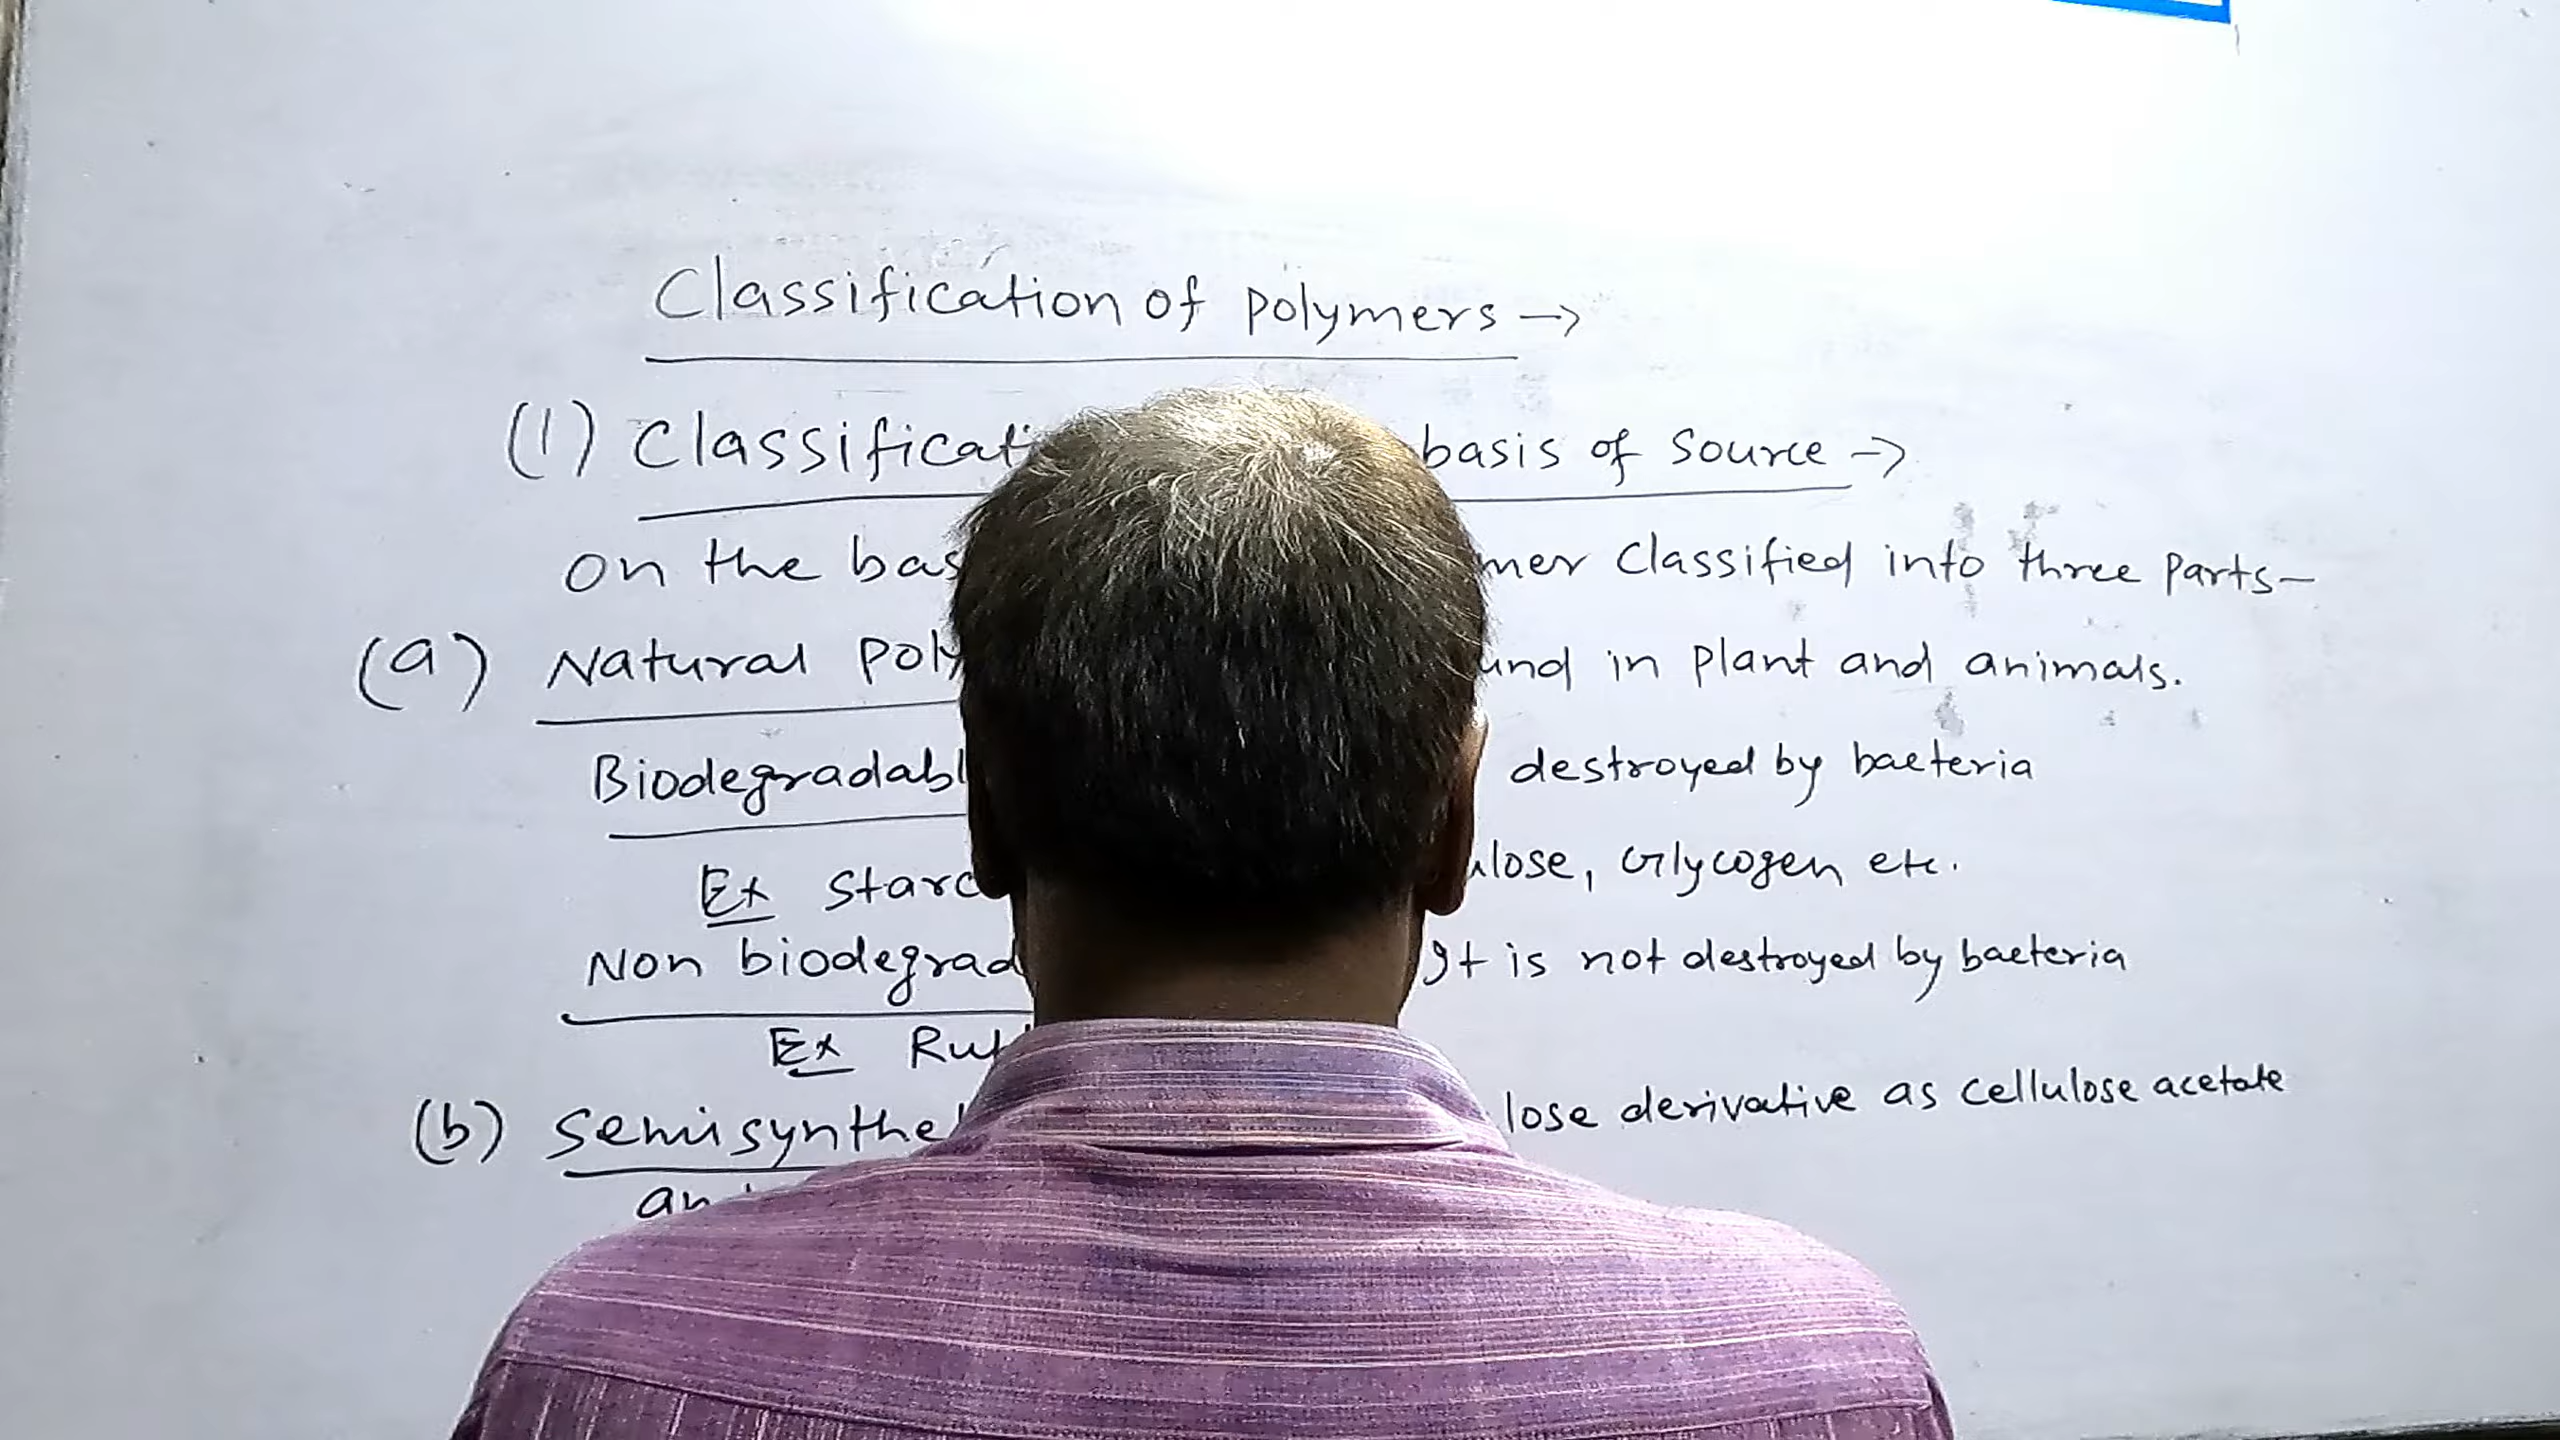 Classification of polymers →
(1) Classificati basis of Source →
on the bas mer Classified into three Parts–
(a) Natural Poly und in plant and animals.
Biodegradabl destroyed by bacteria
Ex Starc ulose, Glycogen etc.
Non biodegrad It is not destroyed by bacteria
Ex Rub
(b) Semisynthe lose derivative as cellulose acetate
an